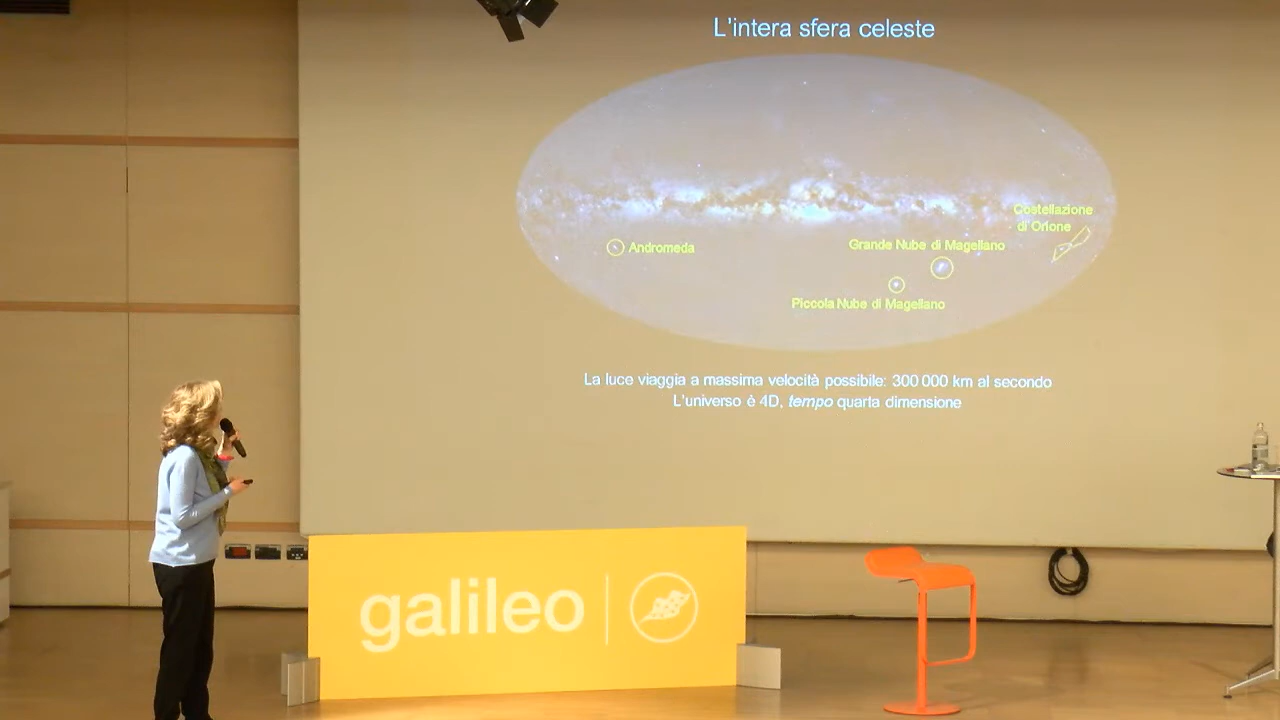 L'intera sfera celeste
Costellazione
di Orione
Andromeda
Grande Nube di Magellano
Piccola Nube di Magellano
La luce viaggia a massima velocità possibile: 300 000 km al secondo
L'universo è 4D, tempo quarta dimensione
galileo